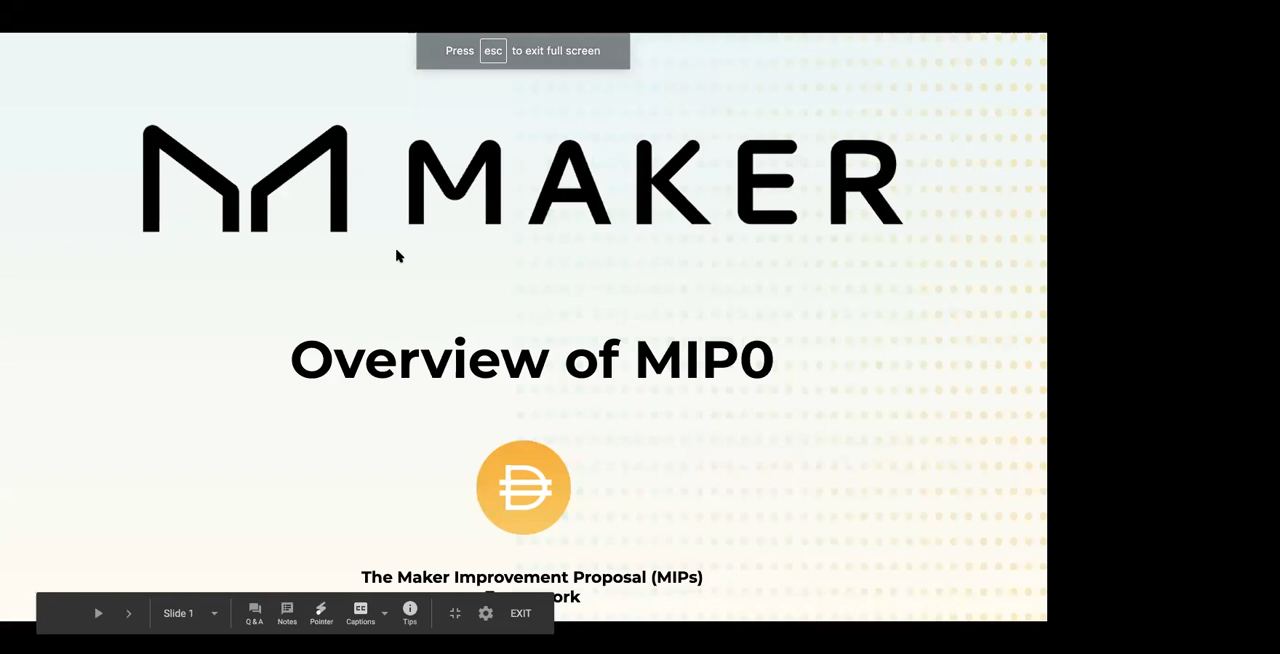 Press esc to exit full screen
MAKER
Overview of MIP0
The Maker Improvement Proposal (MIPs)
Slide 1
Q & A
Notes
Pointer
CC
Captions
Tips
EXIT